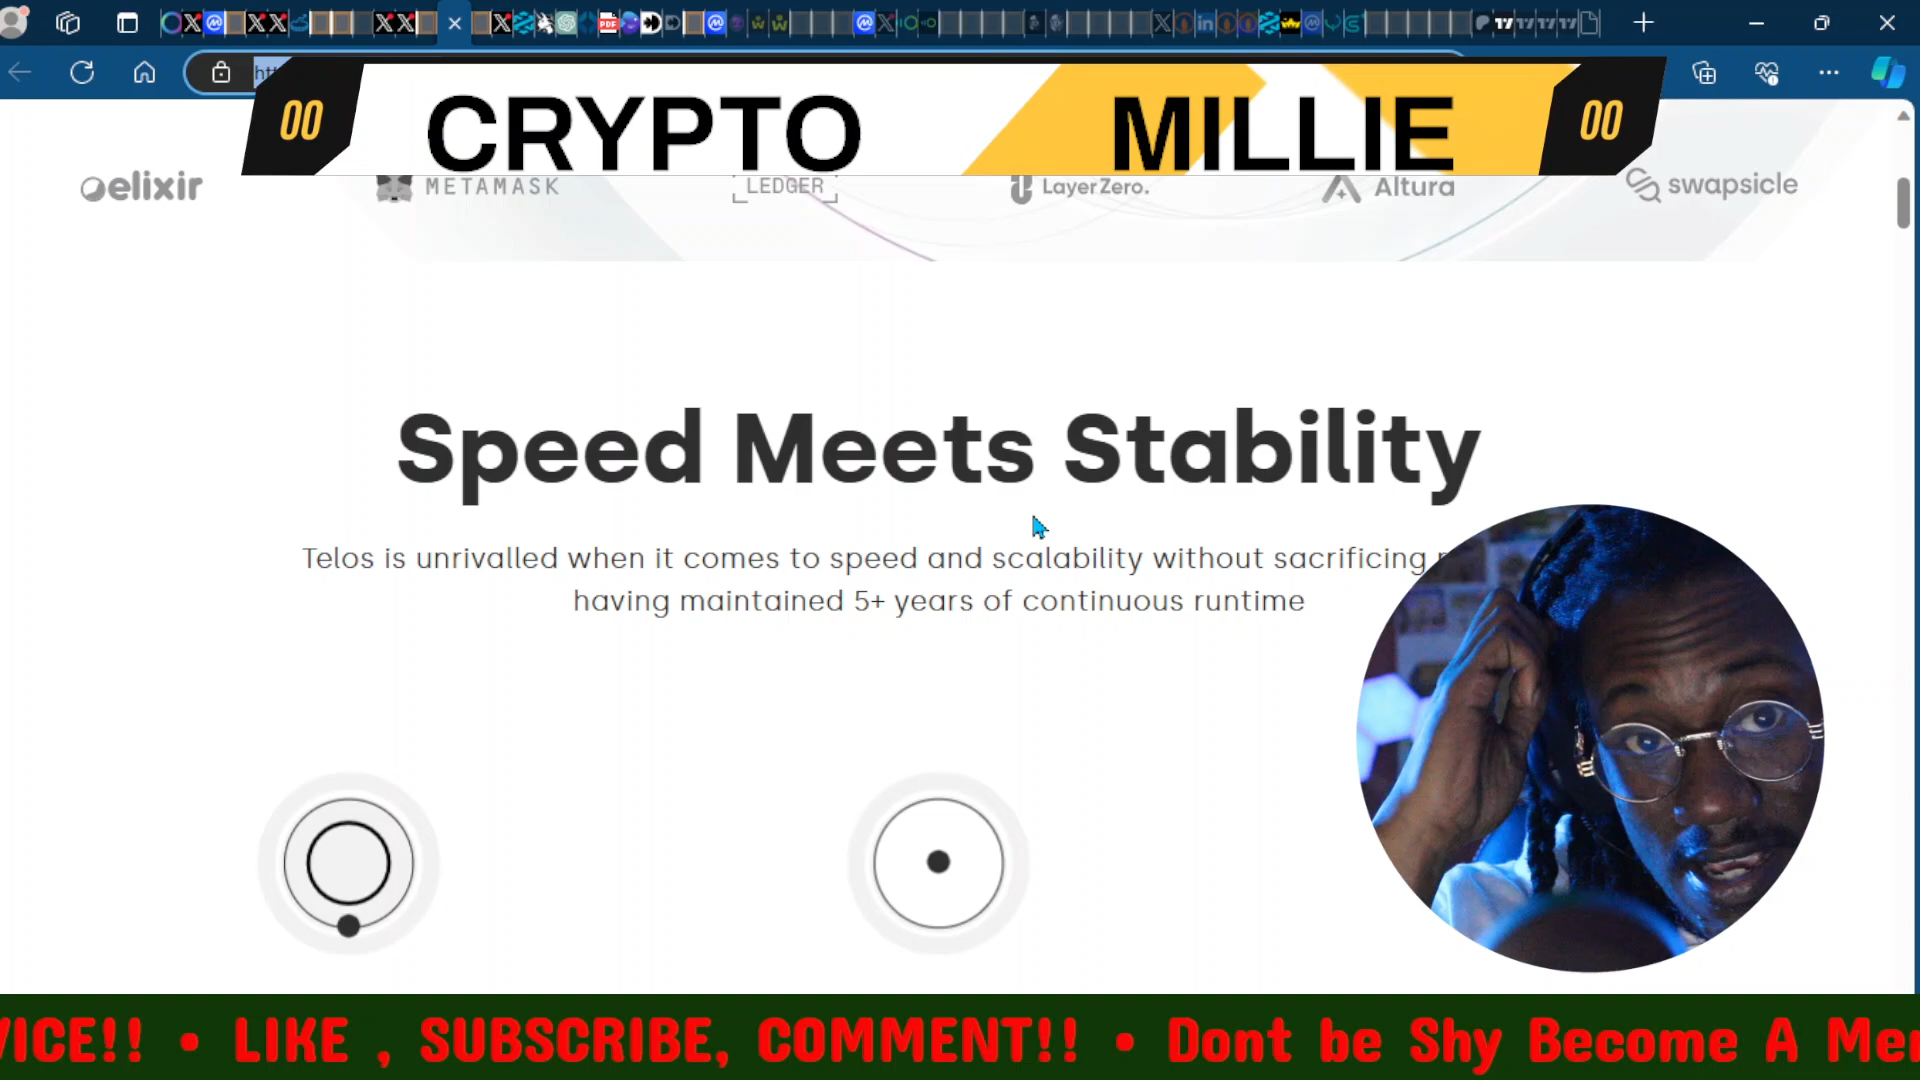 00 CRYPTO MILLIE 00
elixir METAMASK LEDGER LayerZero. Altura swapsicle
Speed Meets Stability
Telos is unrivalled when it comes to speed and scalability without sacrificing
having maintained 5+ years of continuous runtime
VICE!! • LIKE , SUBSCRIBE, COMMENT!! • Dont be Shy Become A Mem